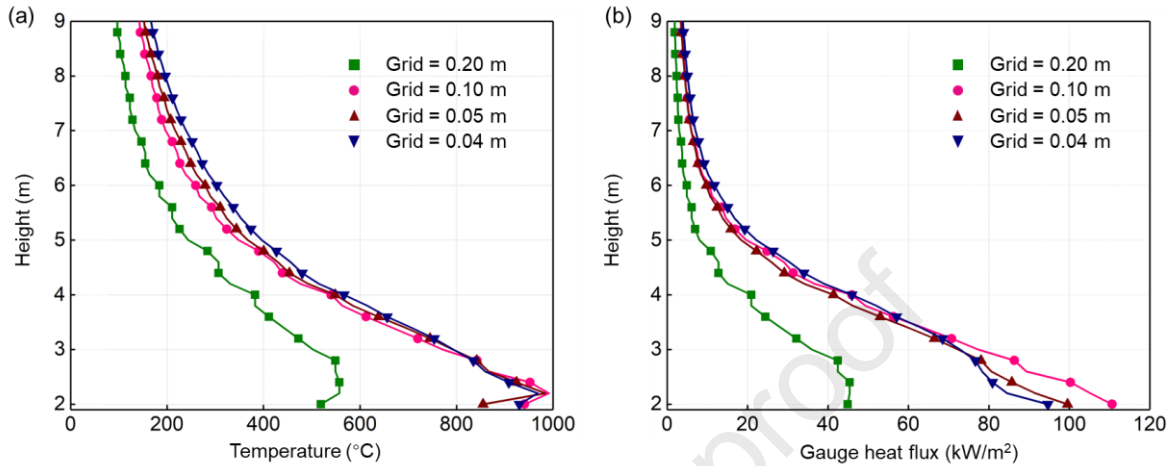 (a)
Height (m)
9
8
7
6
5
4
3
2
0
200
400
600
800
1000
Temperature (°C)
Grid = 0.20 m
Grid = 0.10 m
Grid = 0.05 m
Grid = 0.04 m
(b)
Height (m)
9
8
7
6
5
4
3
2
0
20
40
60
80
100
120
Gauge heat flux (kW/m²)
Grid = 0.20 m
Grid = 0.10 m
Grid = 0.05 m
Grid = 0.04 m
proof